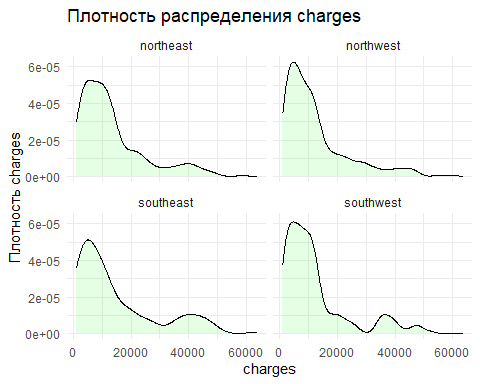 Плотность распределения charges
northeast
northwest
6e-05
4e-05
2e-05
0e+00
southeast
southwest
6e-05
4e-05
2e-05
0e+00
0 20000 40000 60000
0 20000 40000 60000
Плотность charges
charges